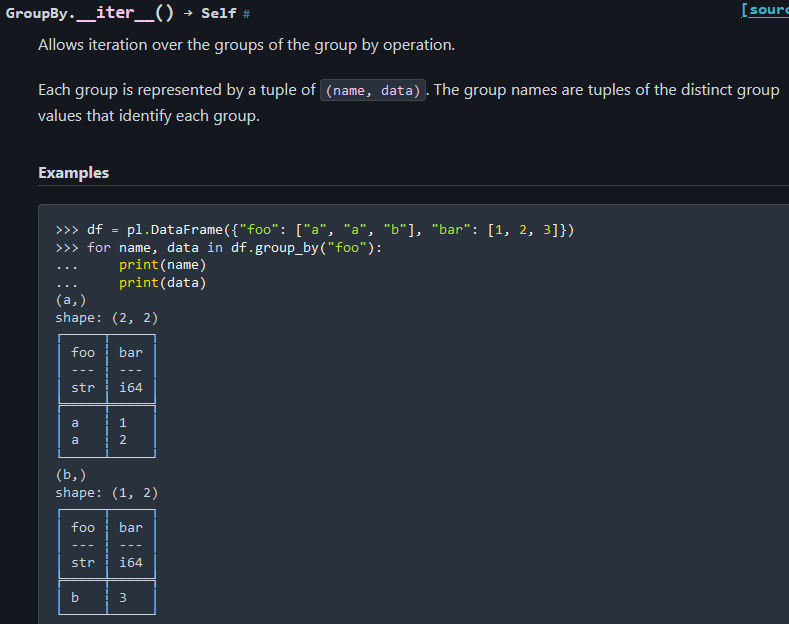 GroupBy.__iter__() → Self #
[sourc
Allows iteration over the groups of the group by operation.
Each group is represented by a tuple of (name, data). The group names are tuples of the distinct group
values that identify each group.
Examples
>>> df = pl.DataFrame({"foo": ["a", "a", "b"], "bar": [1, 2, 3]})
>>> for name, data in df.group_by("foo"):
...     print(name)
...     print(data)
(a,)
shape: (2, 2)
┌─────┬─────┐
│ foo ┆ bar │
│ --- ┆ --- │
│ str ┆ i64 │
╞═════╪═════╡
│ a   ┆ 1   │
│ a   ┆ 2   │
└─────┴─────┘
(b,)
shape: (1, 2)
┌─────┬─────┐
│ foo ┆ bar │
│ --- ┆ --- │
│ str ┆ i64 │
╞═════╪═════╡
│ b   ┆ 3   │
└─────┴─────┘